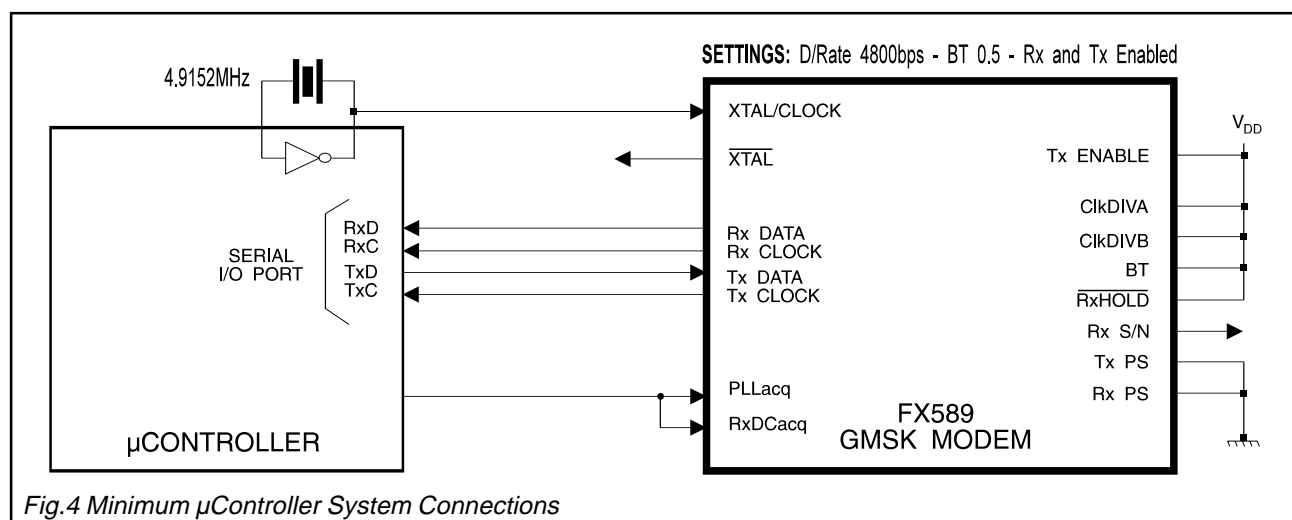 SETTINGS: D/Rate 4800bps - BT 0.5 - Rx and Tx Enabled
4.9152MHz
XTAL/CLOCK
XTAL
VDD
Tx ENABLE
ClkDIVA
ClkDIVB
BT
RxHOLD
Rx S/N
Tx PS
Rx PS
SERIAL
I/O PORT
RxD
RxC
TxD
TxC
Rx DATA
Rx CLOCK
Tx DATA
Tx CLOCK
PLLacq
RxDCacq
µCONTROLLER
FX589
GMSK MODEM
Fig.4 Minimum µController System Connections